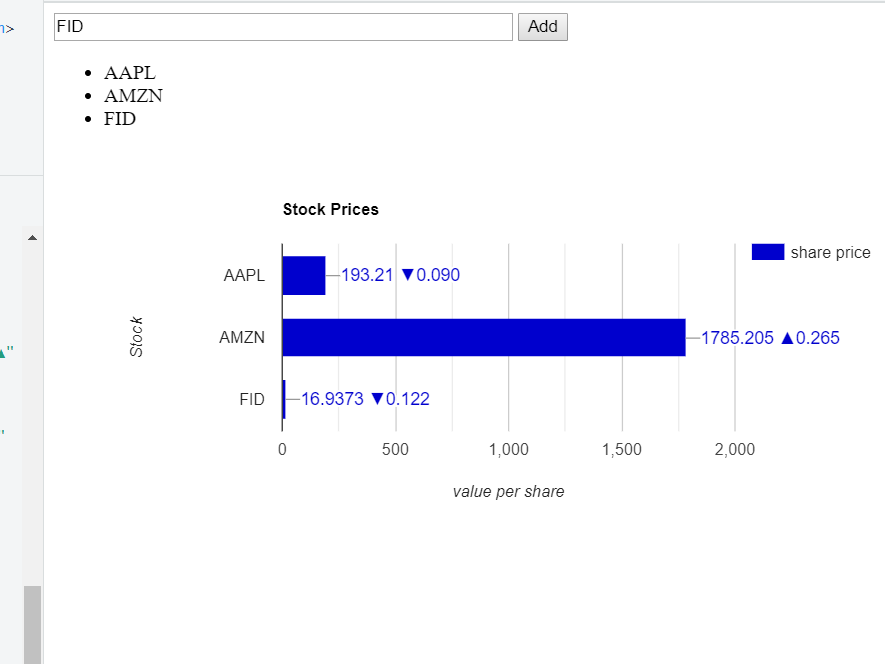 >
FID Add
AAPL
AMZN
FID
Stock Prices
share price
AAPL 193.21 ▼0.090
AMZN 1785.205 ▲0.265
FID 16.9373 ▼0.122
Stock
0 500 1,000 1,500 2,000
value per share
▲"